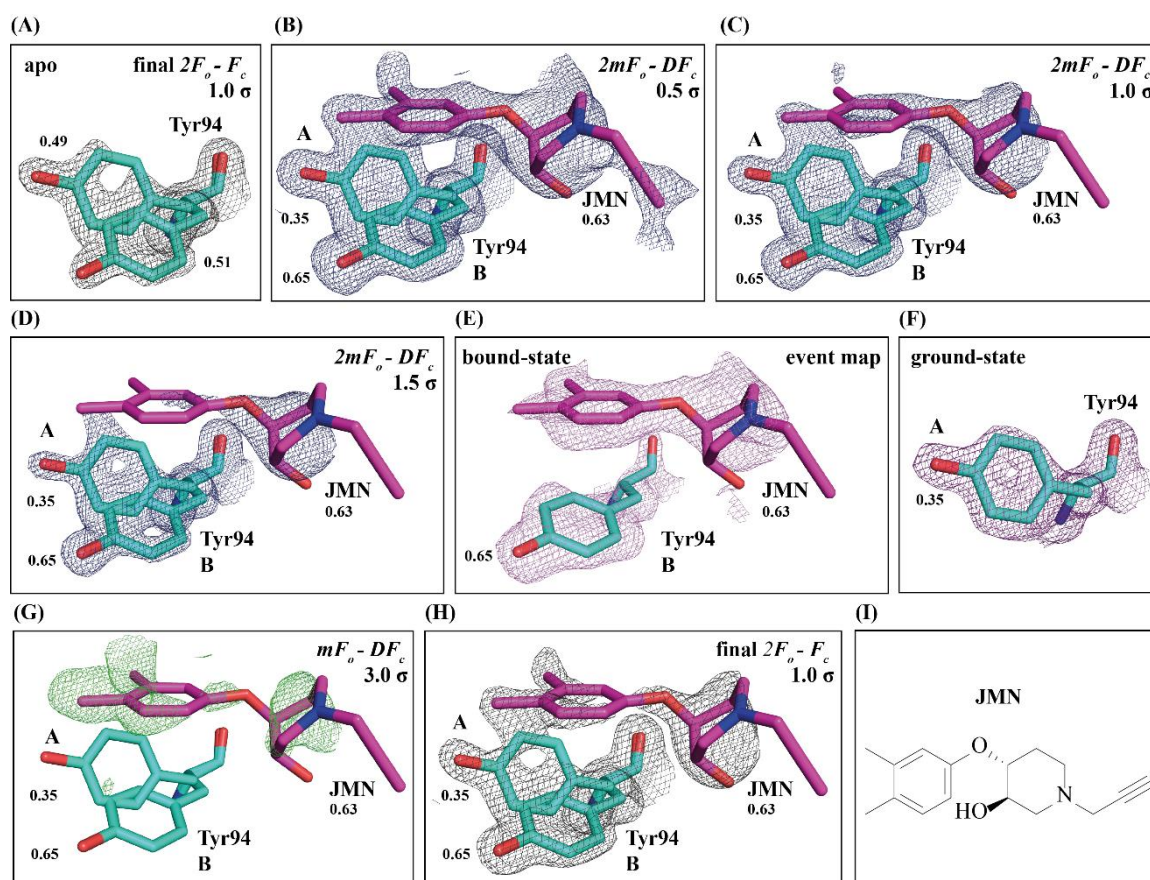 (A)
apo
final 2Fo - Fc
1.0 σ
Tyr94
0.49
0.51
(B)
2mFo - DFc
0.5 σ
A
0.35
0.65
JMN
0.63
Tyr94
B
(C)
2mFo - DFc
1.0 σ
A
0.35
0.65
JMN
0.63
Tyr94
B
(D)
2mFo - DFc
1.5 σ
A
0.35
0.65
JMN
0.63
Tyr94
B
(E)
bound-state
event map
0.65
JMN
0.63
Tyr94
B
(F)
ground-state
Tyr94
A
0.35
(G)
mFo - DFc
3.0 σ
A
0.35
0.65
JMN
0.63
Tyr94
B
(H)
final 2Fo - Fc
1.0 σ
A
0.35
0.65
JMN
0.63
Tyr94
B
(I)
JMN
O
HO
N